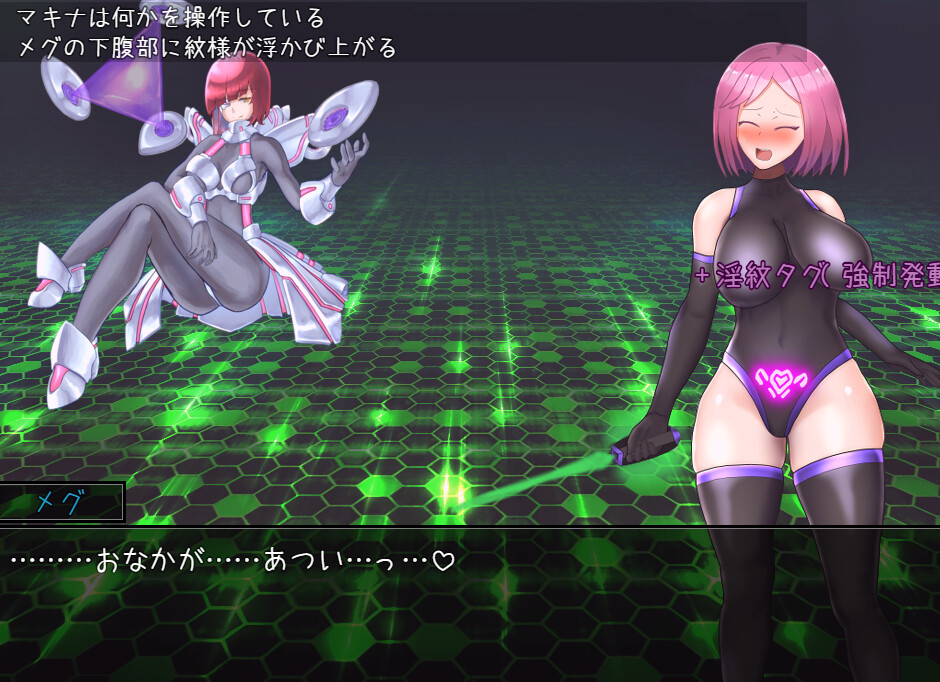 マキナは何かを操作している
メグの下腹部に紋様が浮かび上がる
+淫紋タグ 強制発動
メグ
………おなかが……あつい…っ…♡